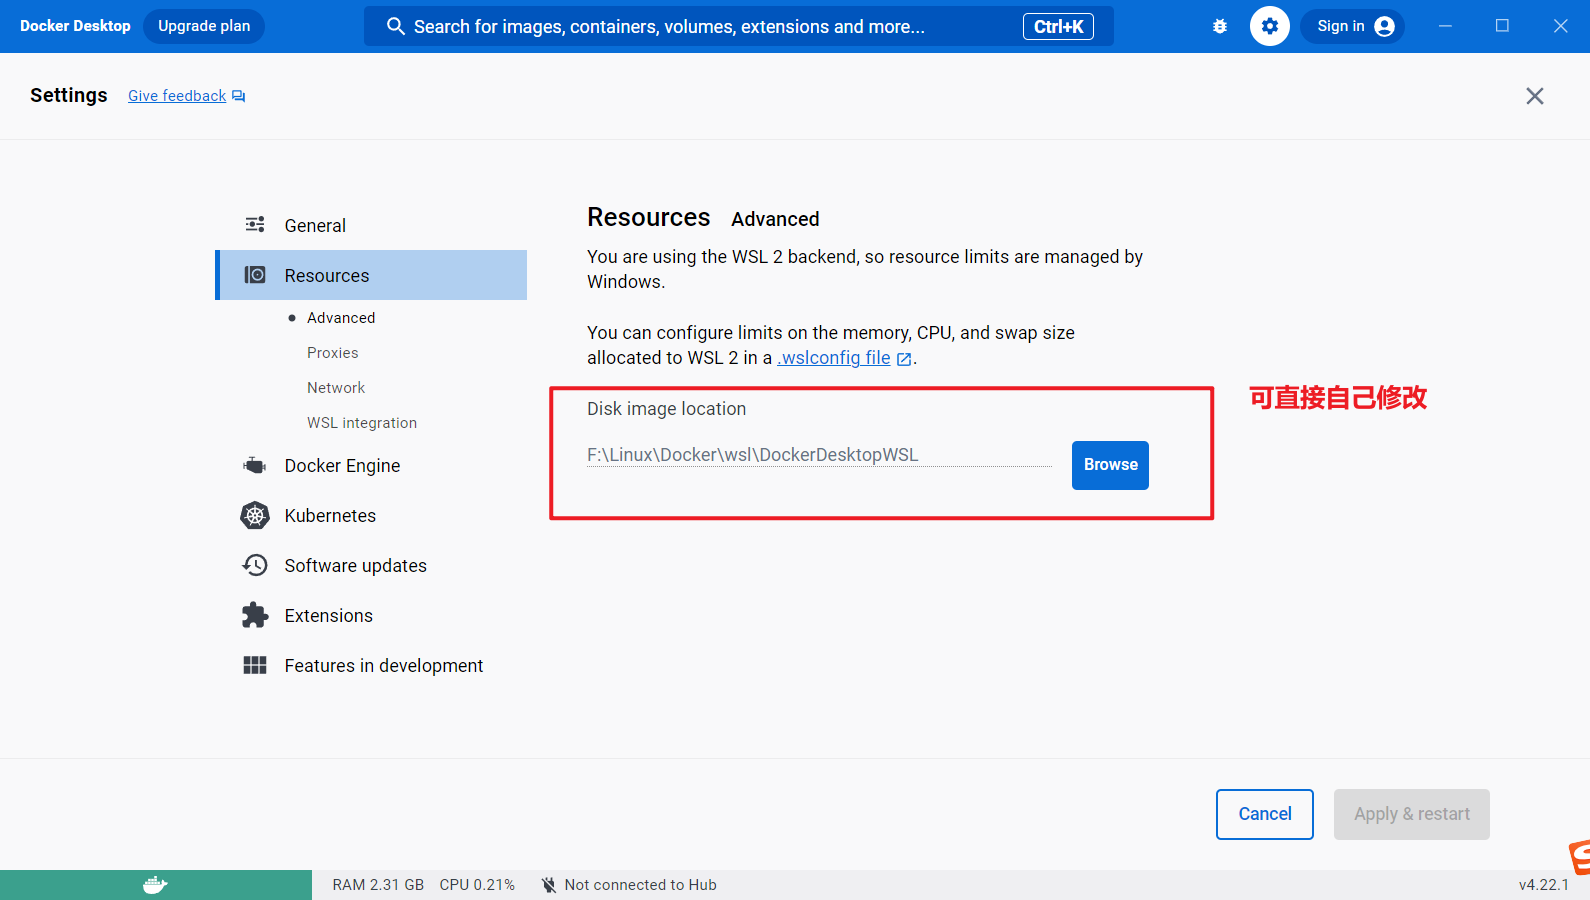 Docker Desktop
Upgrade plan
Search for images, containers, volumes, extensions and more...
Ctrl+K
Sign in
Settings
Give feedback
General
Resources
Advanced
Proxies
Network
WSL integration
Docker Engine
Kubernetes
Software updates
Extensions
Features in development
Resources Advanced
You are using the WSL 2 backend, so resource limits are managed by
Windows.
You can configure limits on the memory, CPU, and swap size
allocated to WSL 2 in a .wslconfig file.
Disk image location
F:\Linux\Docker\wsl\DockerDesktopWSL
Browse
可直接自己修改
Cancel
Apply & restart
RAM 2.31 GB CPU 0.21% Not connected to Hub
v4.22.1